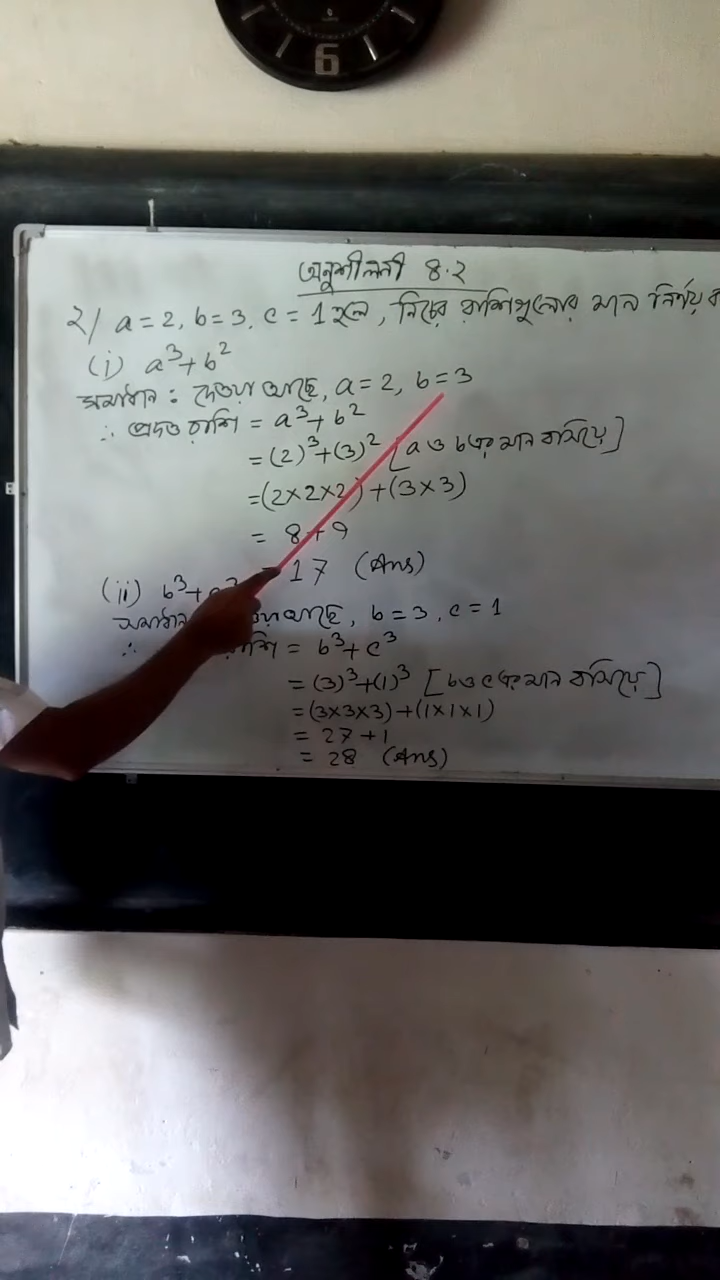 6
অনুশীলনী ৪.২
২/ a = 2, b = 3, c = 1 হলে, নিচের রাশিগুলোর মান নির্ণয়
(i) a³ + b²
সমাধান : দেওয়া আছে, a = 2, b = 3
∴ প্রদত্ত রাশি = a³ + b²
= (2)³ + (3)² [a ও b এর মান বসিয়ে]
= (2×2×2) + (3×3)
= 8 + 9
17 (Ans)
(ii) b³ +
সমাধান আছে, b = 3, c = 1
∴ রাশি = b³ + c³
= (3)³ + (1)³ [b ও c এর মান বসিয়ে]
= (3×3×3) + (1×1×1)
= 27 + 1
= 28 (Ans)